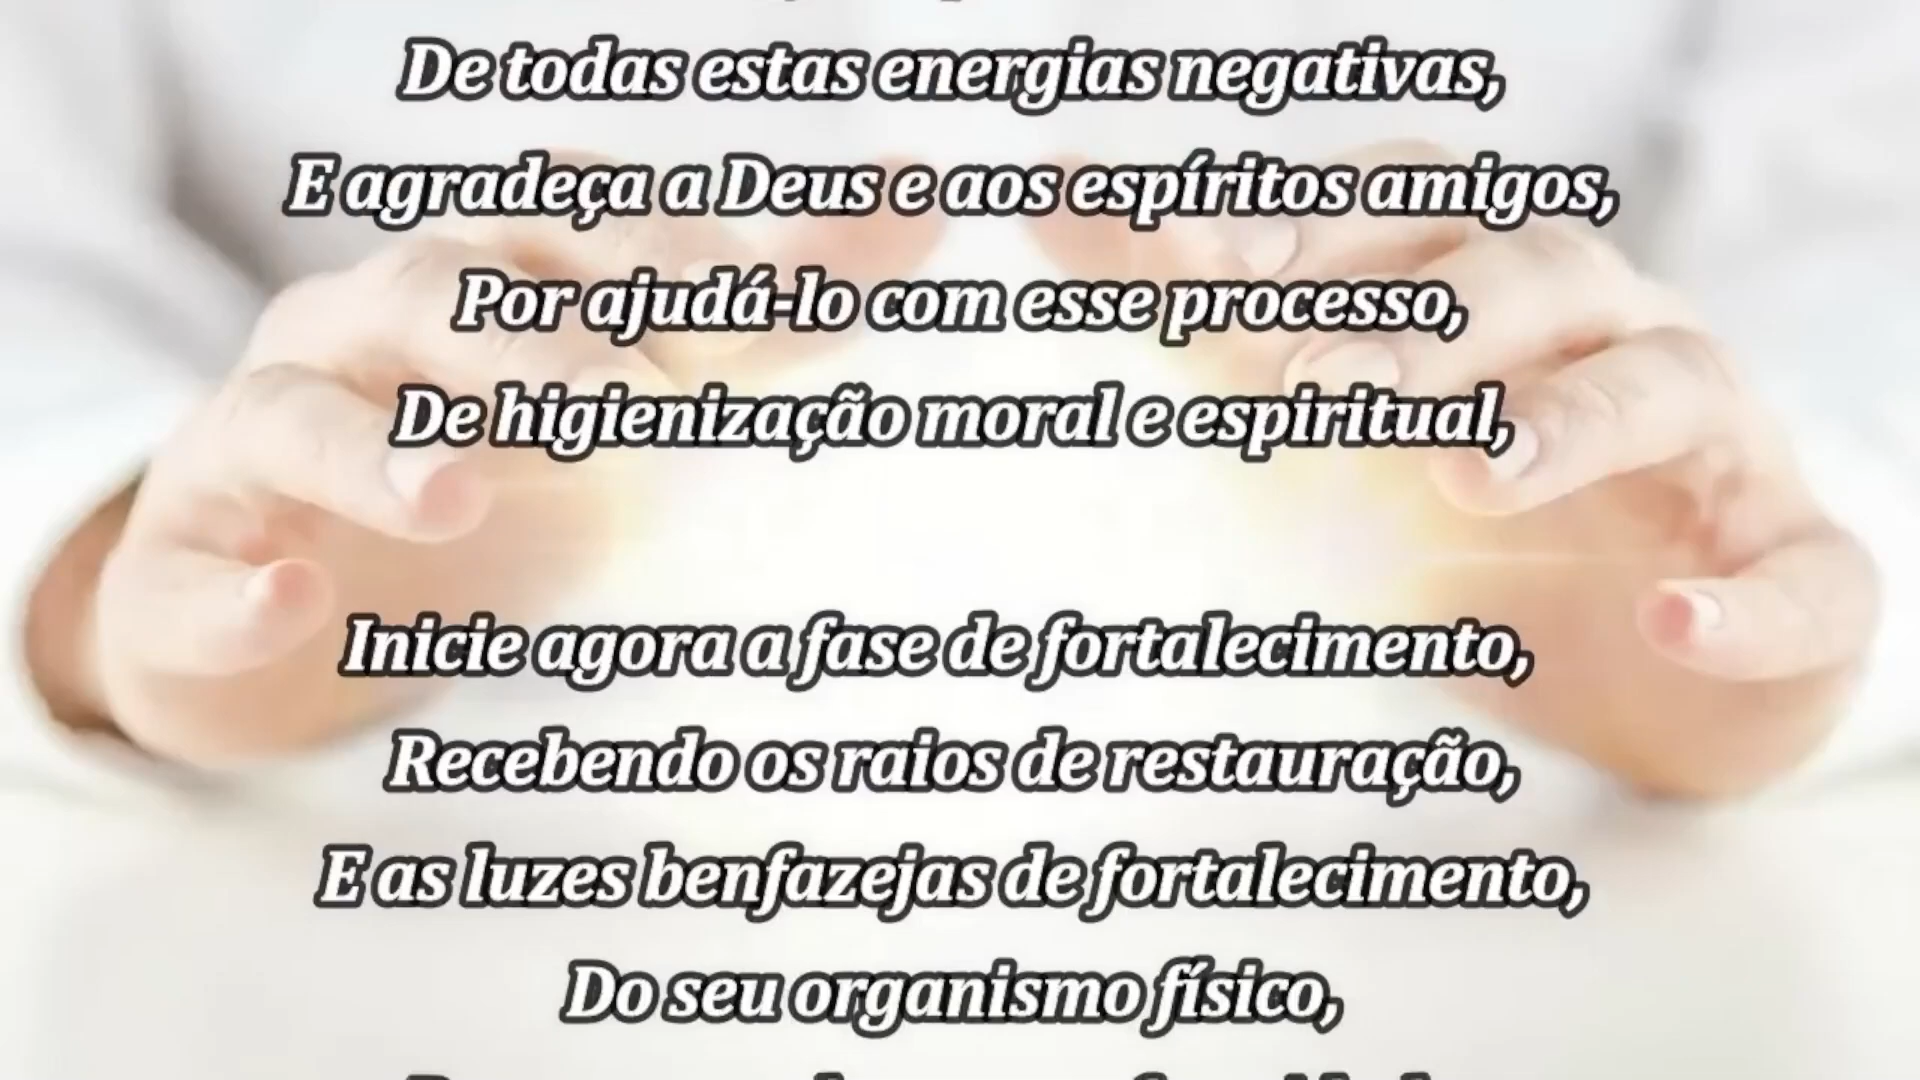 De todas estas energias negativas,
E agradeça a Deus e aos espíritos amigos,
Por ajudá-lo com esse processo,
De higienização moral e espiritual,
Inicie agora a fase de fortalecimento,
Recebendo os raios de restauração,
E as luzes benfazejas de fortalecimento,
Do seu organismo físico,